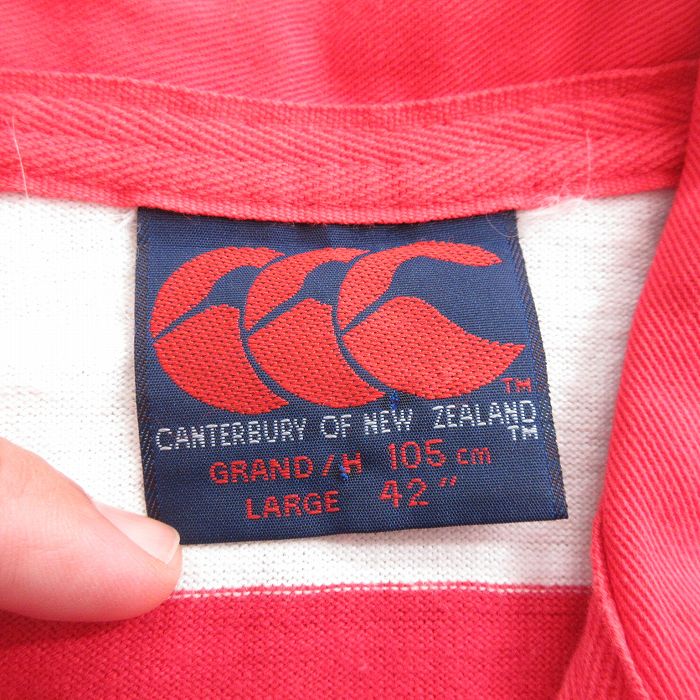 TM
CANTERBURY OF NEW ZEALAND TM
GRAND/H 105 cm
LARGE 42"